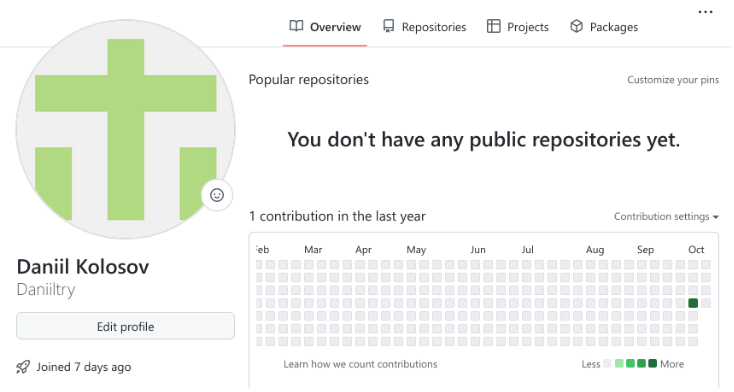 Overview Repositories Projects Packages
Popular repositories Customize your pins
You don't have any public repositories yet.
1 contribution in the last year Contribution settings
eb Mar Apr May Jun Jul Aug Sep Oct
Learn how we count contributions Less More
Daniil Kolosov
Daniiltry
Edit profile
Joined 7 days ago